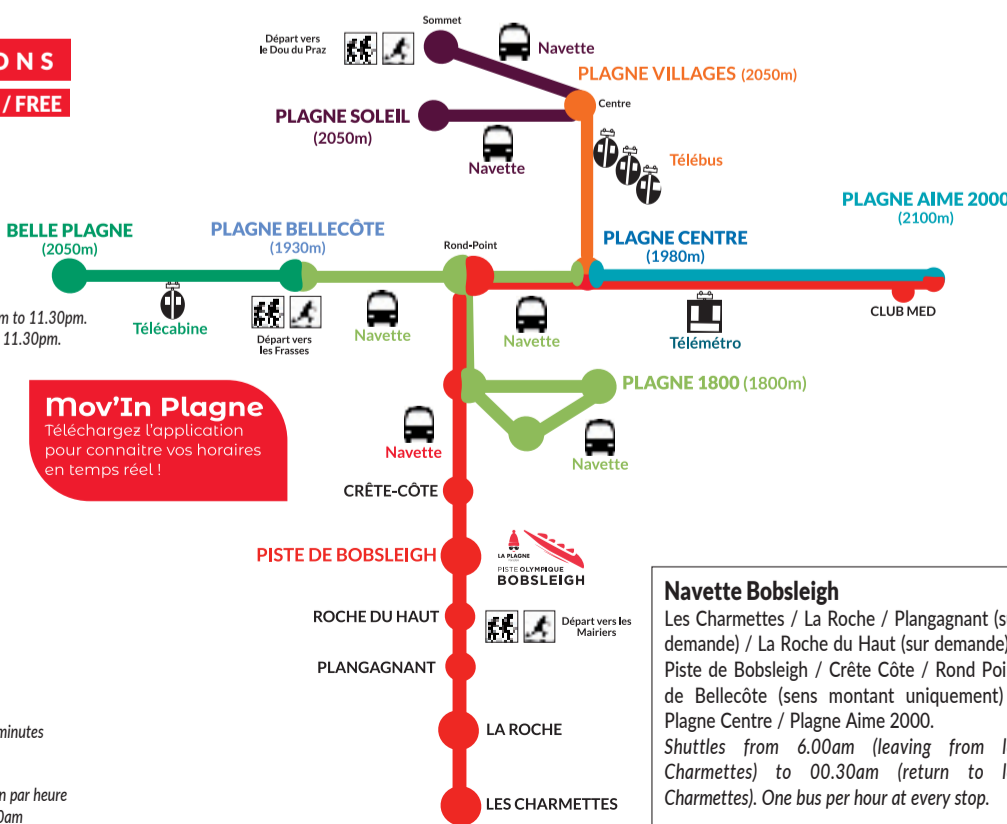 ONS
/ FREE
Sommet
Départ vers
le Dou du Praz
Navette
PLAGNE VILLAGES (2050m)
Centre
PLAGNE SOLEIL
(2050m)
Navette
Télébus
PLAGNE AIME 2000
(2100m)
BELLE PLAGNE
(2050m)
PLAGNE BELLECÔTE
(1930m)
Rond-Point
PLAGNE CENTRE
(1980m)
CLUB MED
m to 11.30pm.
11.30pm.
Télécabine
Départ vers
les Frasses
Navette
Navette
Télémétro
Mov'In Plagne
Téléchargez l'application
pour connaitre vos horaires
en temps réel !
PLAGNE 1800 (1800m)
Navette
Navette
CRÊTE-CÔTE
PISTE DE BOBSLEIGH
LA PLAGNE
PISTE OLYMPIQUE
BOBSLEIGH
ROCHE DU HAUT
Départ vers les
Mairiers
PLANGAGNANT
LA ROCHE
LES CHARMETTES
minutes
n par heure
0am
Navette Bobsleigh
Les Charmettes / La Roche / Plangagnant (s
demande) / La Roche du Haut (sur demande)
Piste de Bobsleigh / Crête Côte / Rond Poi
de Bellecôte (sens montant uniquement)
Plagne Centre / Plagne Aime 2000.
Shuttles from 6.00am (leaving from l
Charmettes) to 00.30am (return to l
Charmettes). One bus per hour at every stop.